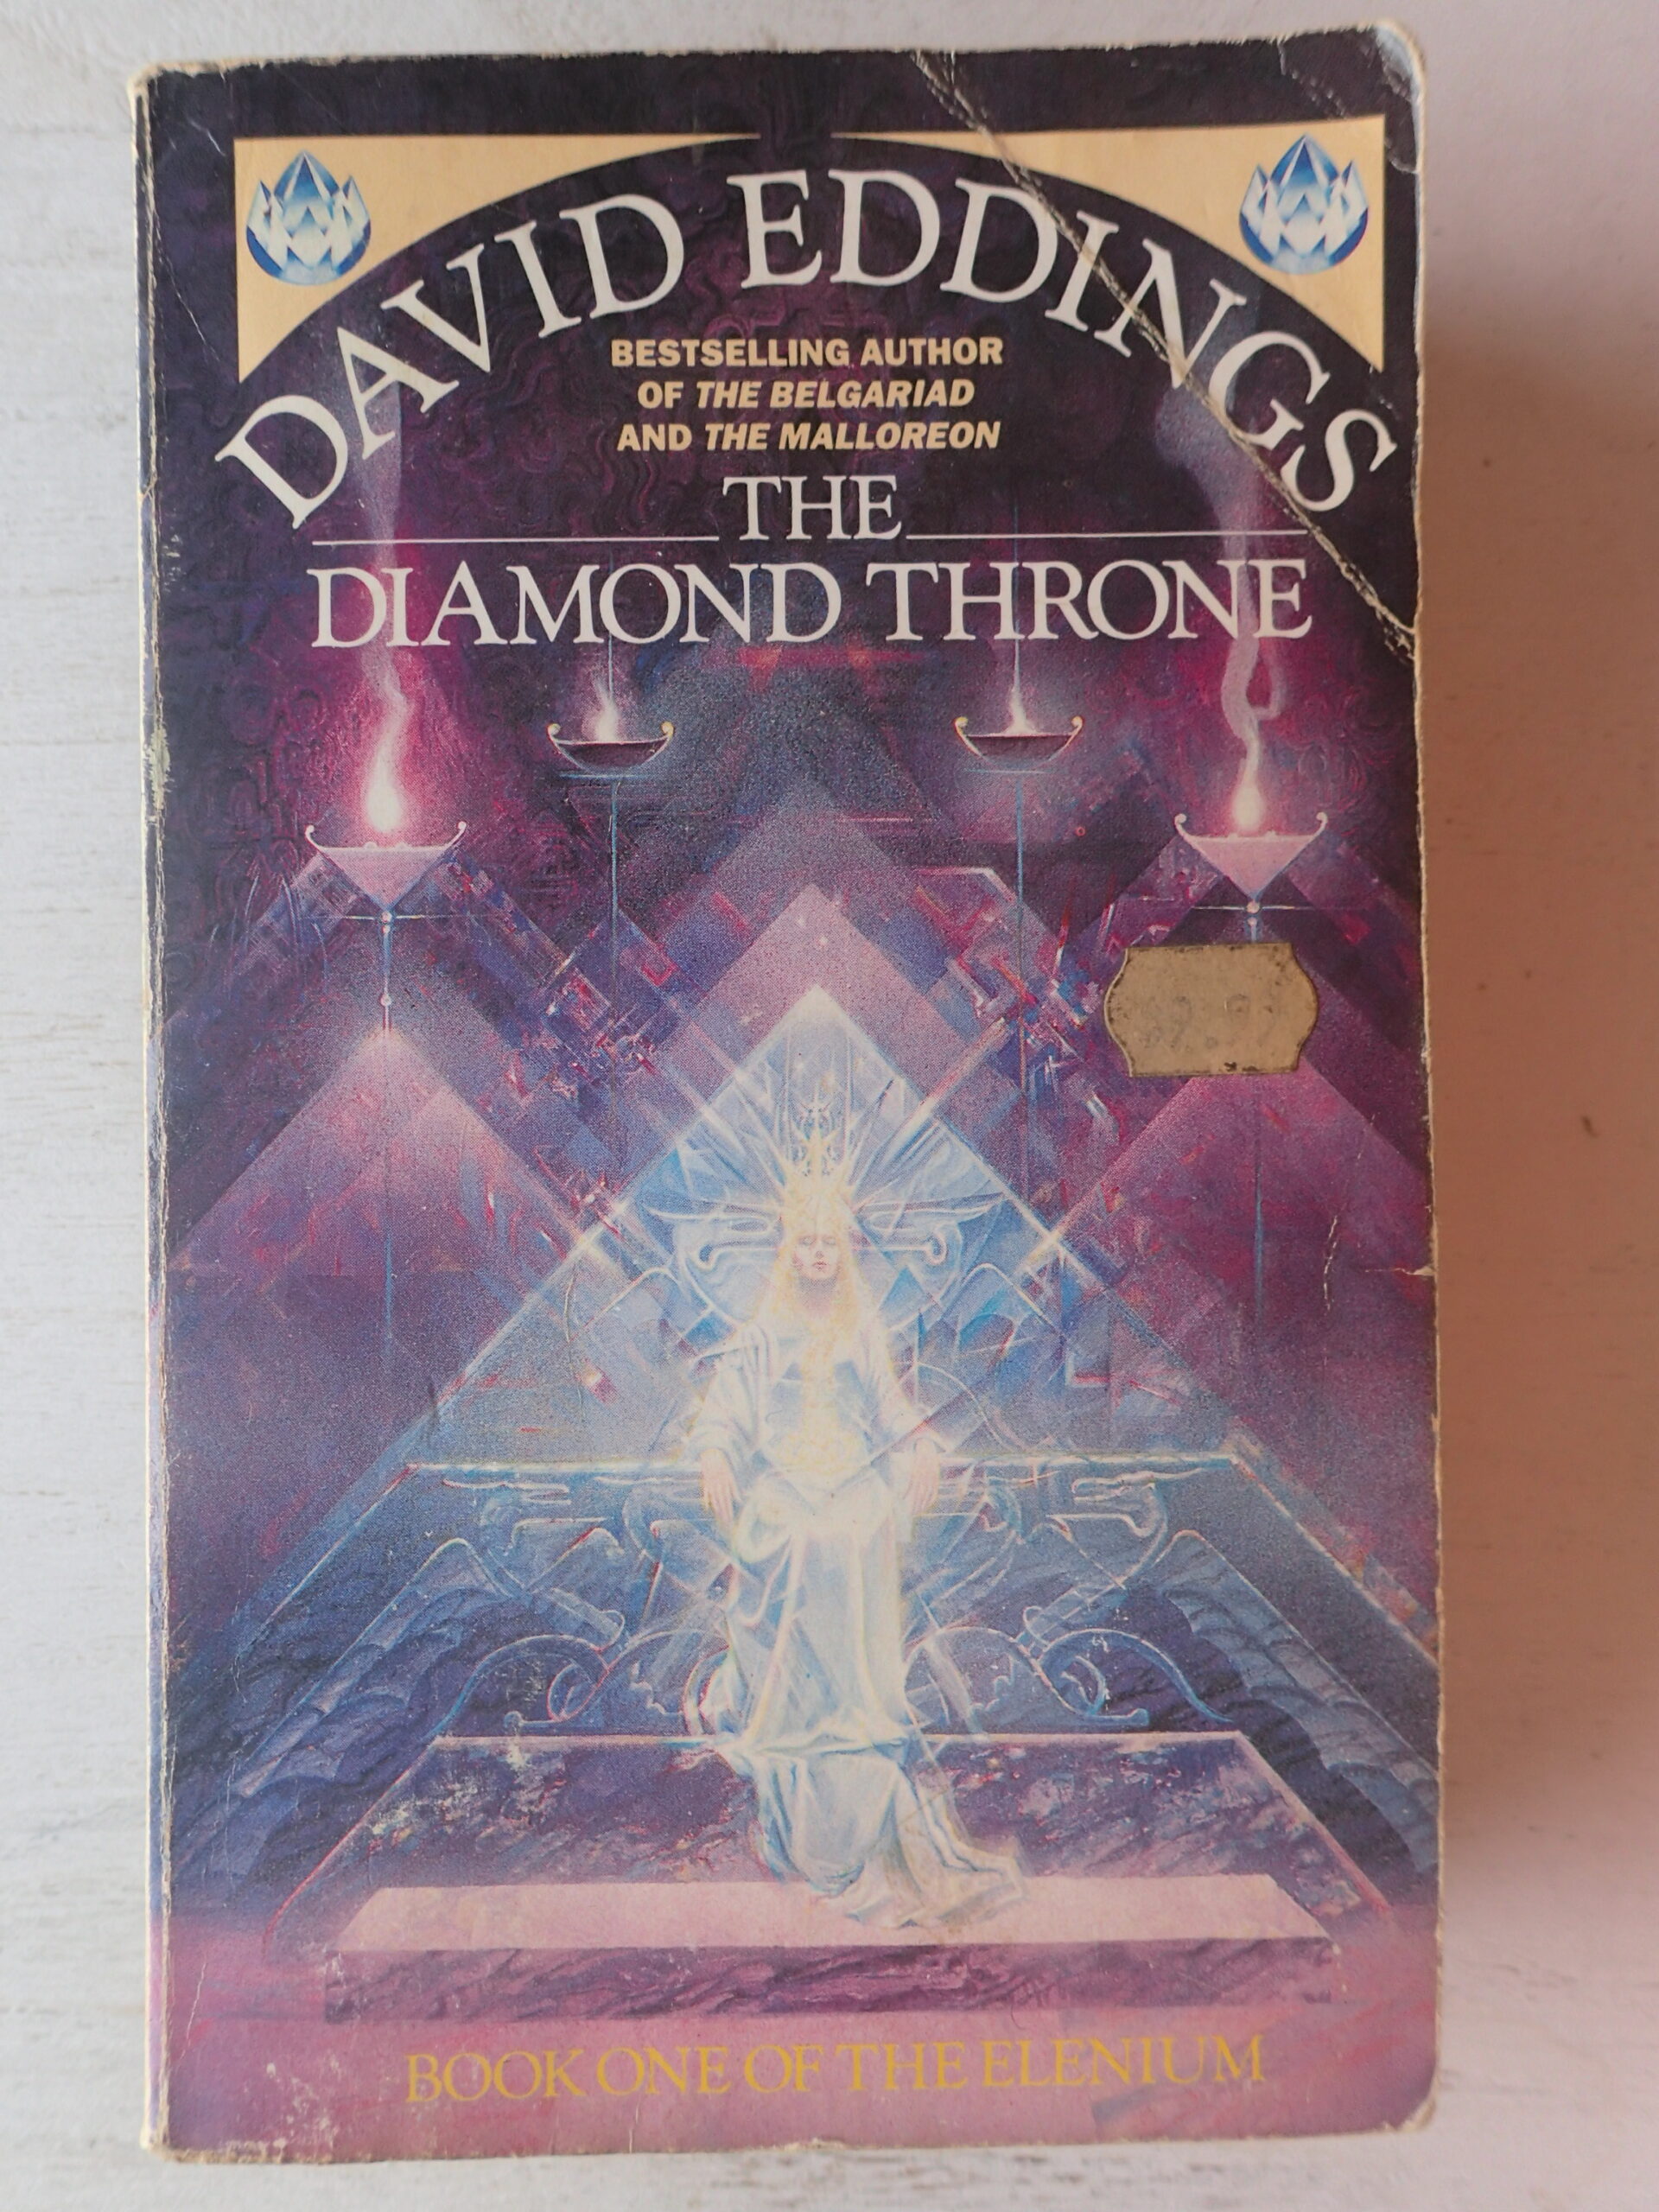 DAVID EDDINGS
BESTSELLING AUTHOR
OF THE BELGARIAD
AND THE MALLOREON
THE
DIAMOND THRONE
BOOK ONE OF THE ELENIUM